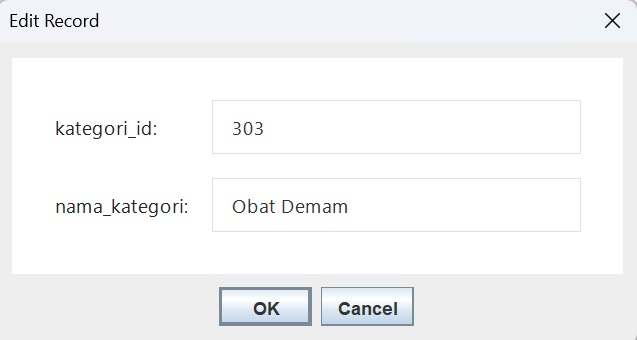 Edit Record
kategori_id: 303
nama_kategori: Obat Demam
OK Cancel